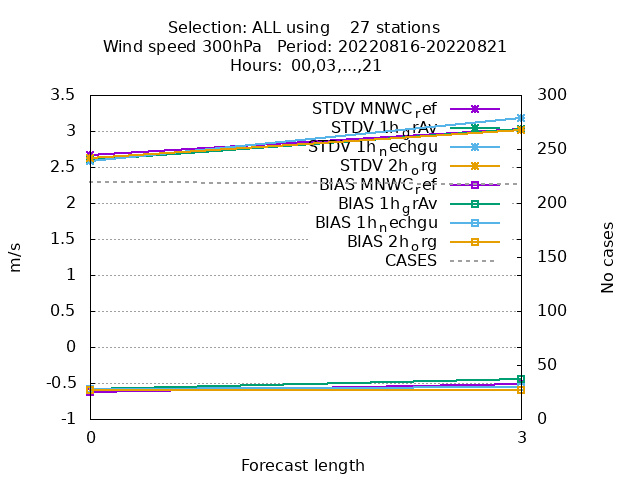 Selection: ALL using 27 stations
Wind speed 300hPa Period: 20220816-20220821
Hours: 00,03,...,21
3.5
3
2.5
2
1.5
1
0.5
0
-0.5
-1
300
250
200
150
100
50
0
m/s
No cases
STDV MNWC_ref
STDV 1h_grAv
STDV 1h_nechgu
STDV 2h_org
BIAS MNWC_ref
BIAS 1h_grAv
BIAS 1h_nechgu
BIAS 2h_org
CASES
0
3
Forecast length